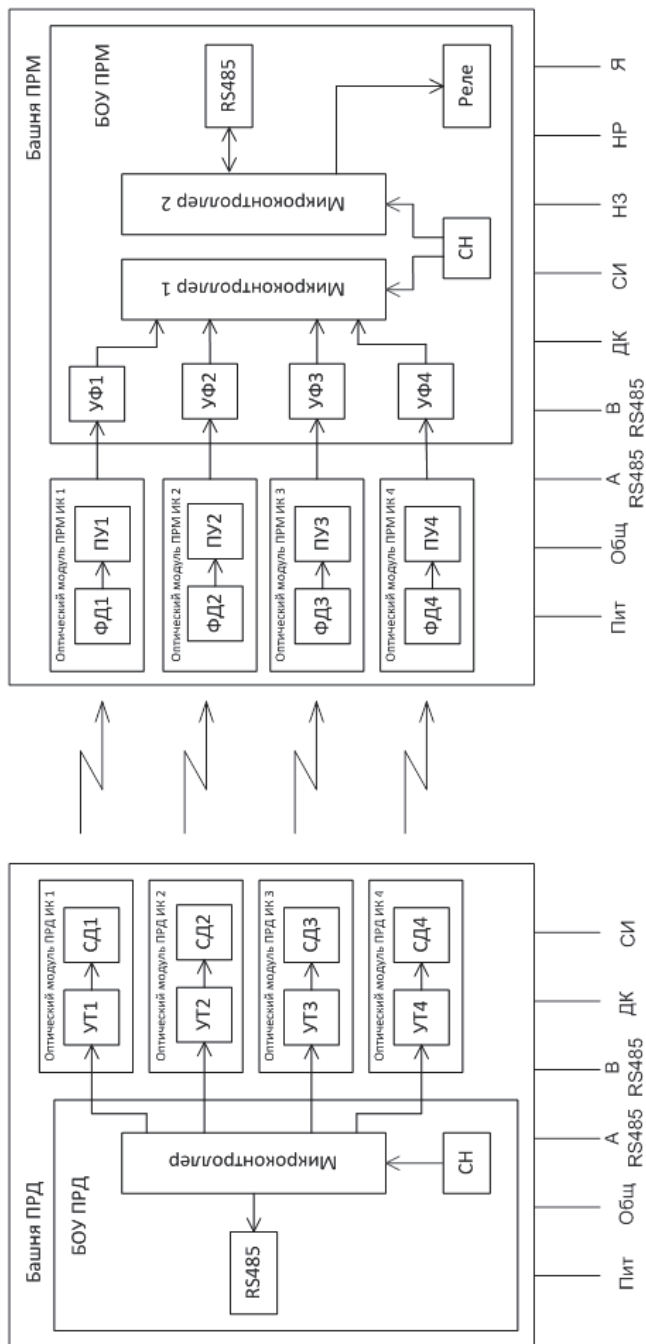 Башня ПРД
БОУ ПРД
RS485
Микроконтроллер
СН
Оптический модуль ПРД ИК 1
УТ1
СД1
Оптический модуль ПРД ИК 2
УТ2
СД2
Оптический модуль ПРД ИК 3
УТ3
СД3
Оптический модуль ПРД ИК 4
УТ4
СД4
Пит
Общ
A
RS485
B
RS485
ДК
СИ
Башня ПРМ
БОУ ПРМ
Оптический модуль ПРМ ИК 1
ФД1
ПУ1
Оптический модуль ПРМ ИК 2
ФД2
ПУ2
Оптический модуль ПРМ ИК 3
ФД3
ПУ3
Оптический модуль ПРМ ИК 4
ФД4
ПУ4
УФ1
УФ2
УФ3
УФ4
Микроконтроллер 1
Микроконтроллер 2
СН
RS485
Реле
Пит
Общ
A
RS485
B
RS485
ДК
СИ
НЗ
НР
Я